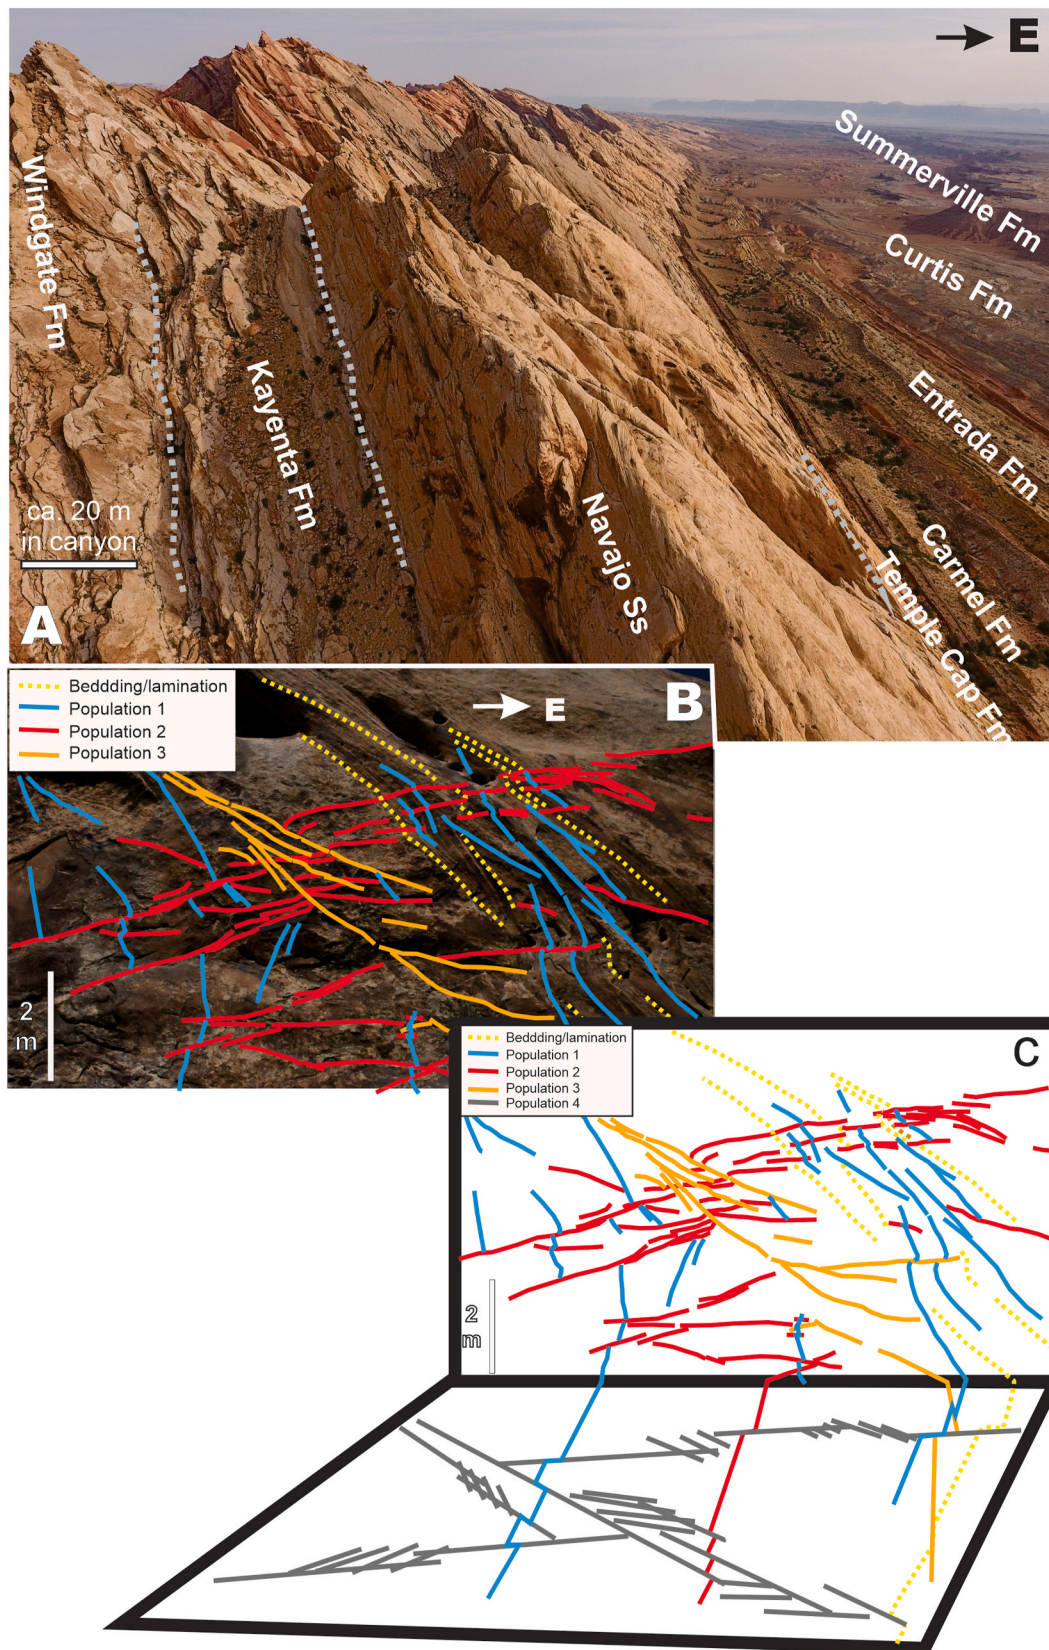 E
Summerville Fm
Curtis Fm
Windgate Fm
Kayenta Fm
Entrada Fm
Navajo Ss
Carmel Fm
Temple Cap Fm
ca. 20 m
in canyon
A
Beddding/lamination
Population 1
Population 2
Population 3
E
B
2
m
Beddding/lamination
Population 1
Population 2
Population 3
Population 4
C
2
m